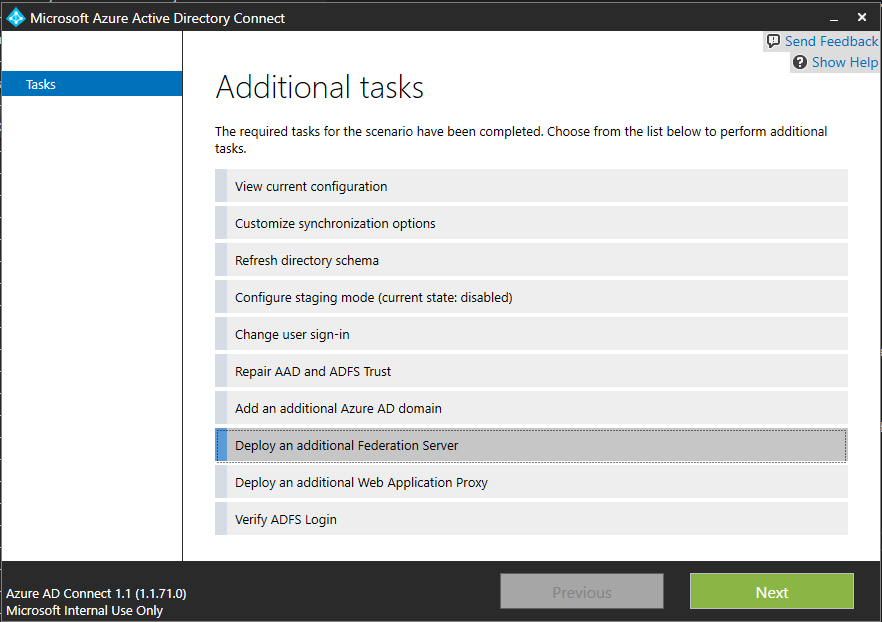 Microsoft Azure Active Directory Connect
Send Feedback
Show Help
Tasks
Additional tasks
The required tasks for the scenario have been completed. Choose from the list below to perform additional
tasks.
View current configuration
Customize synchronization options
Refresh directory schema
Configure staging mode (current state: disabled)
Change user sign-in
Repair AAD and ADFS Trust
Add an additional Azure AD domain
Deploy an additional Federation Server
Deploy an additional Web Application Proxy
Verify ADFS Login
Azure AD Connect 1.1 (1.1.71.0)
Microsoft Internal Use Only
Previous
Next